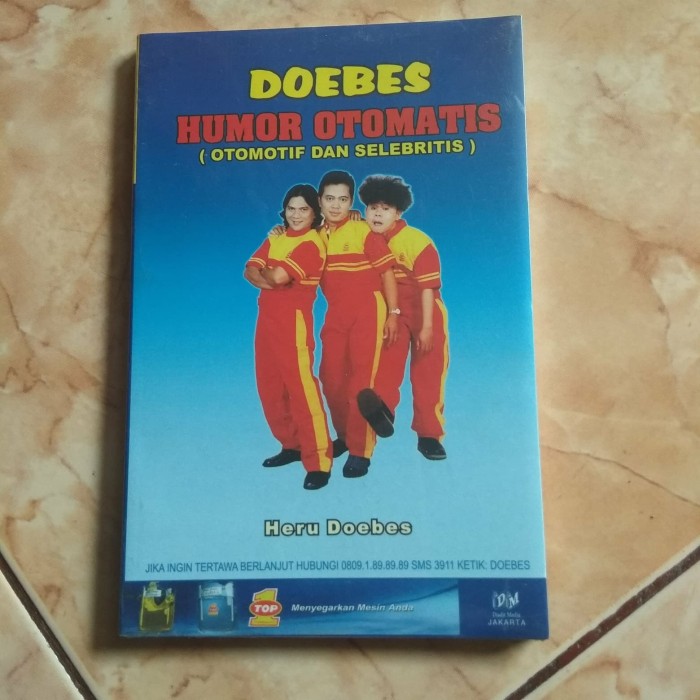 DOEBES
HUMOR OTOMATIS
( OTOMOTIF DAN SELEBRITIS )
Heru Doebes
JIKA INGIN TERTAWA BERLANJUT HUBUNGI 0809.1.89.89.89 SMS 3911 KETIK: DOEBES
TOP 1
Menyegarkan Mesin Anda
Media
JAKARTA